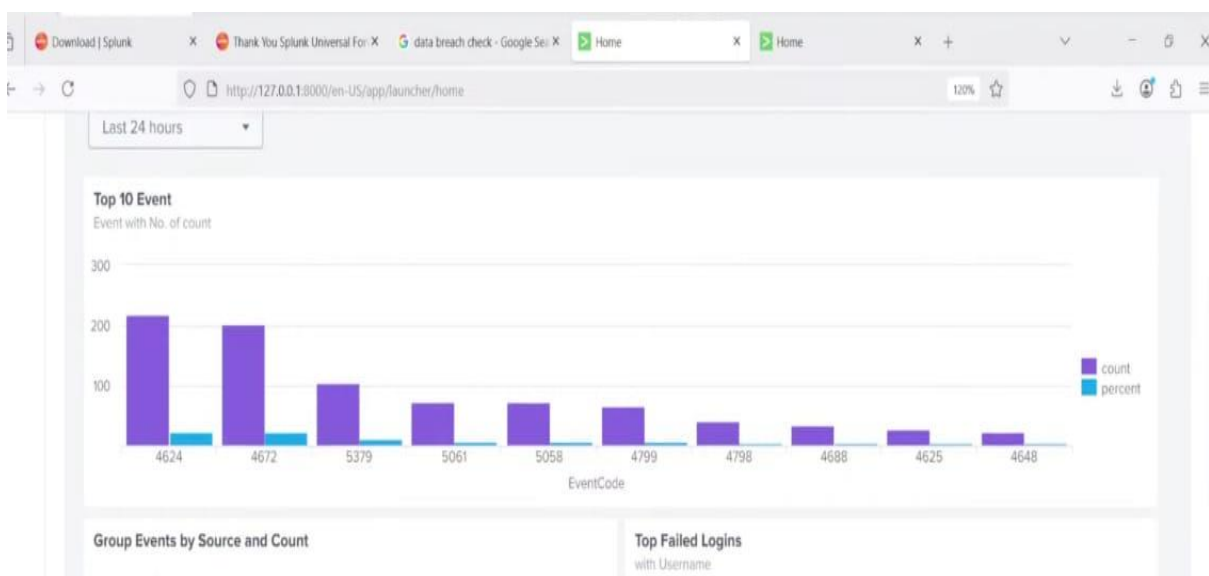 Download | Splunk
Thank You Splunk Universal For
data breach check - Google Sea
Home
Home
http://127.0.0.1:8000/en-US/app/launcher/home
120%
Last 24 hours
Top 10 Event
Event with No. of count
300
200
100
count
percent
4624 4672 5379 5061 5058 4799 4798 4688 4625 4648
EventCode
Group Events by Source and Count
Top Failed Logins
with Username